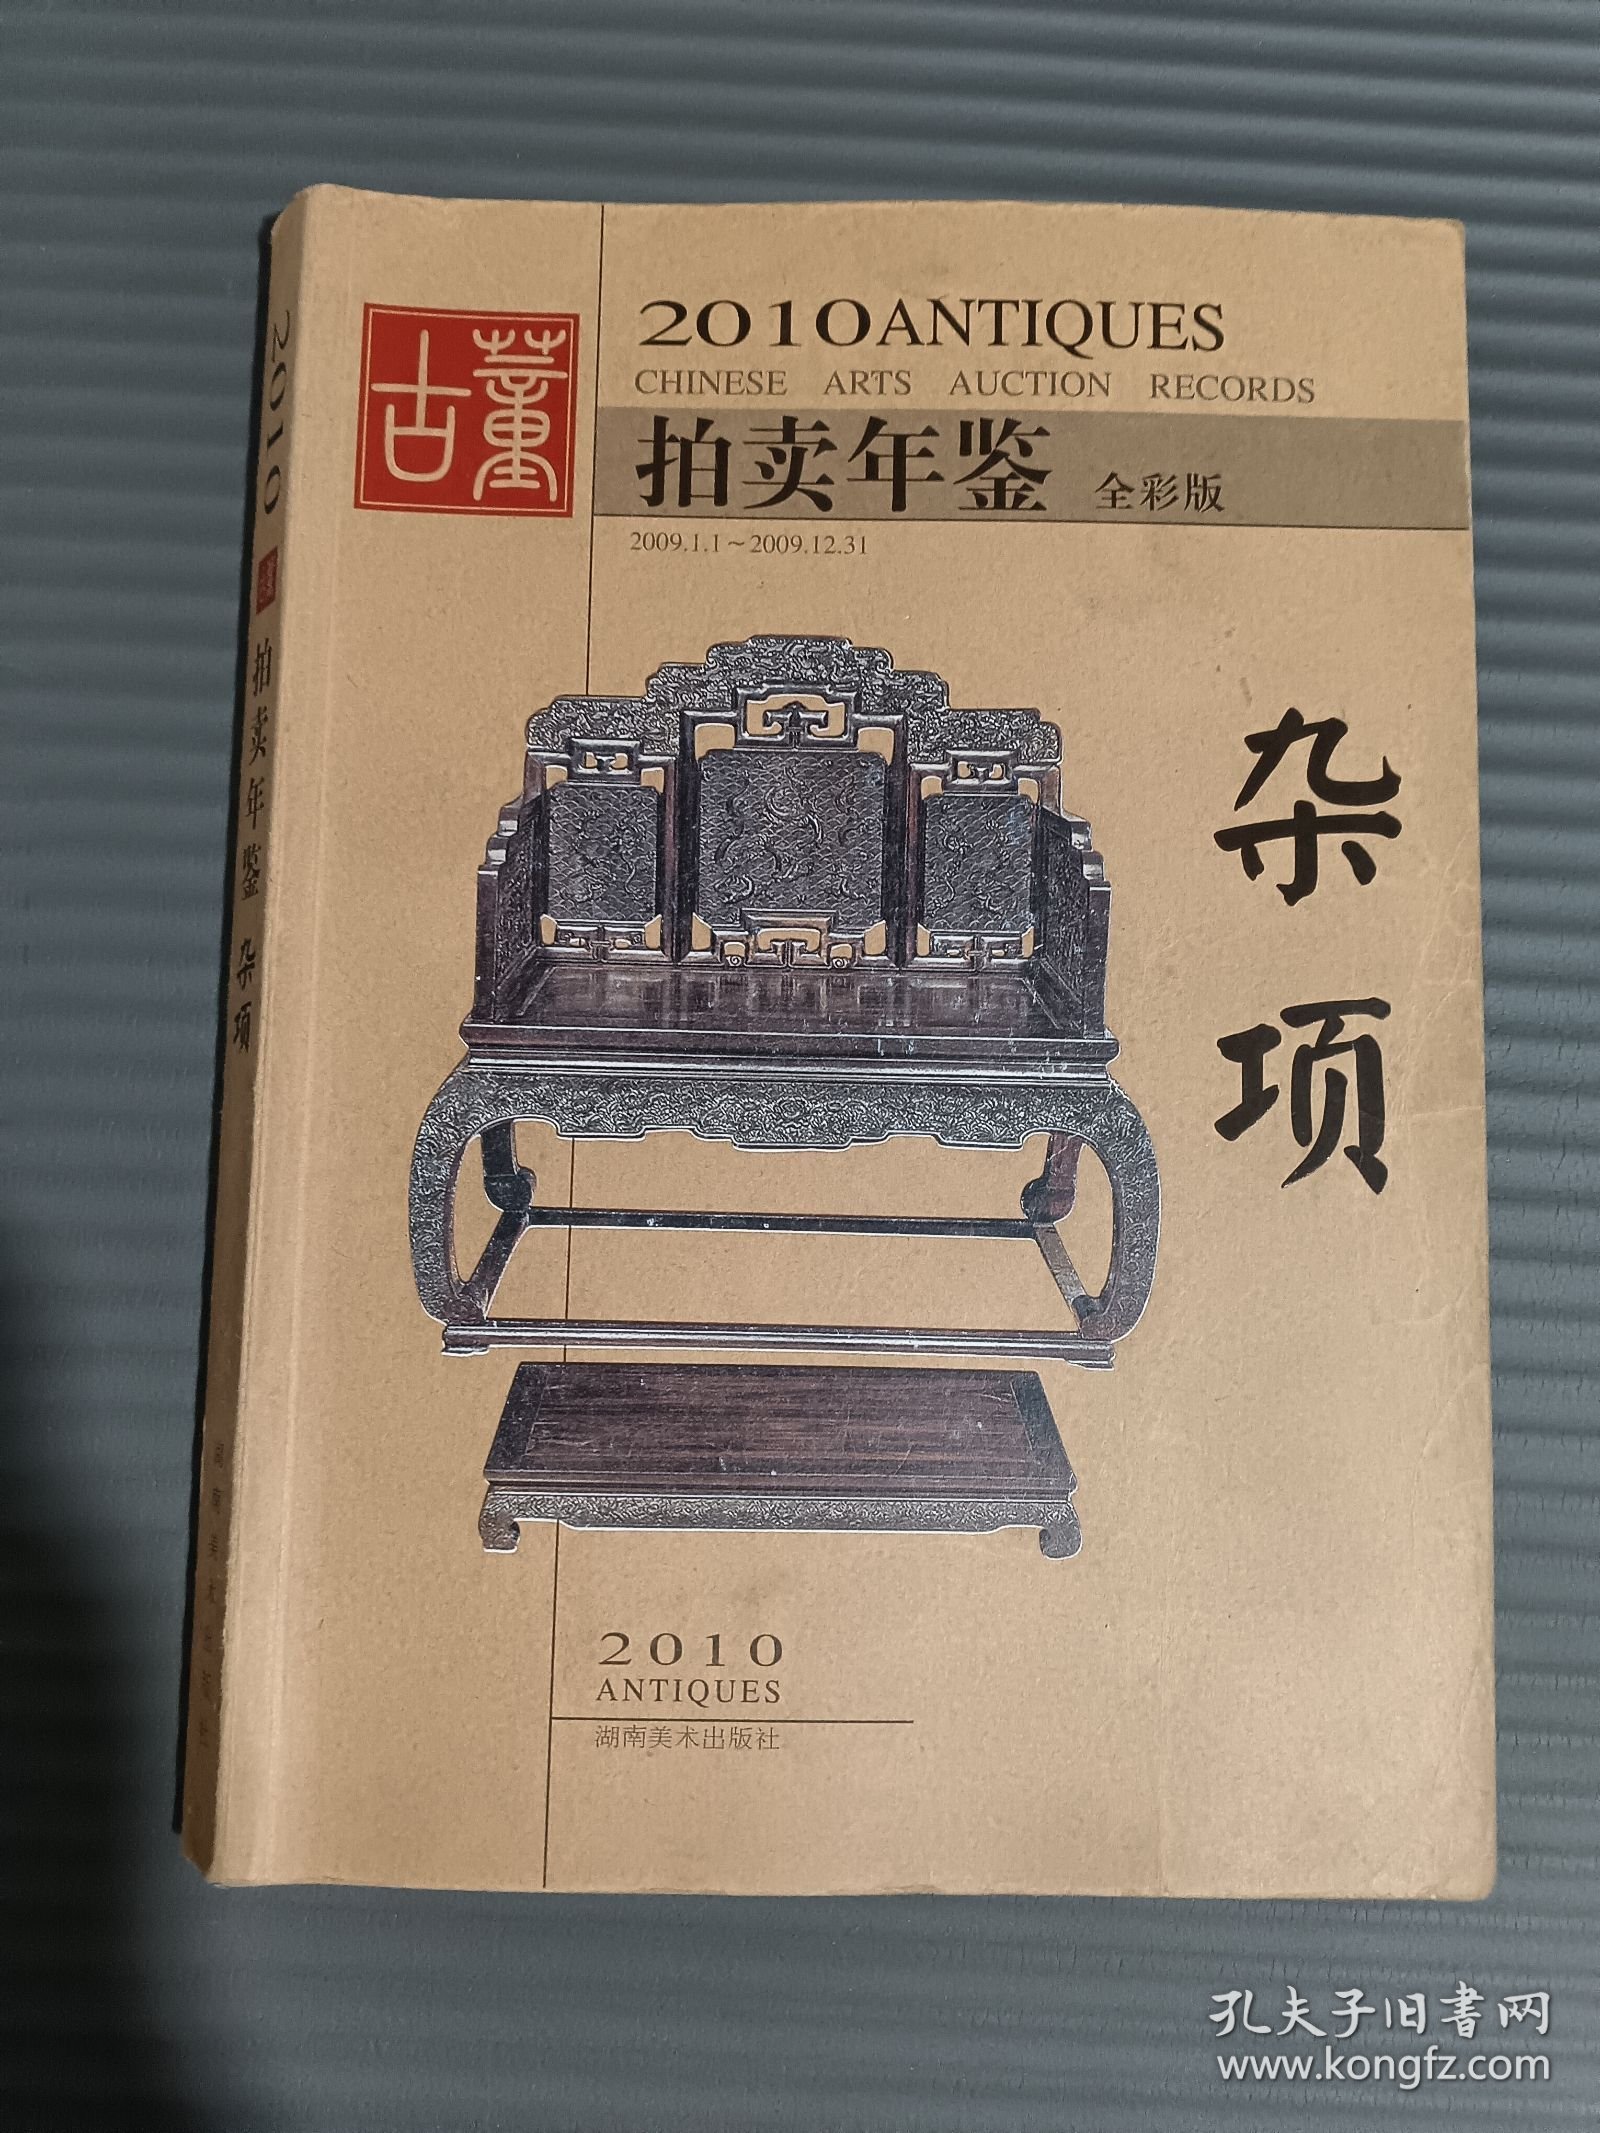 古董
2010ANTIQUES
CHINESE ARTS AUCTION RECORDS
拍卖年鉴 全彩版
2009.1.1～2009.12.31
杂项
2010
ANTIQUES
湖南美术出版社
2010 古董 拍卖年鉴 杂项
孔夫子旧书网
www.kongfz.com